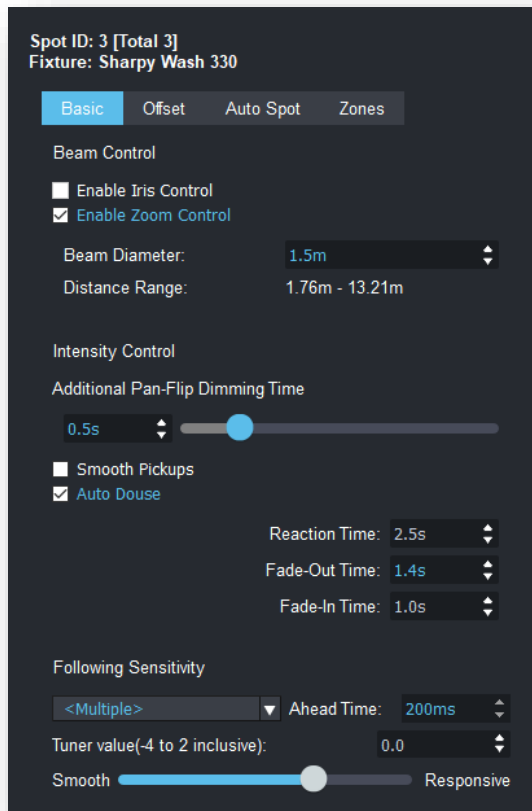 Spot ID: 3 [Total 3]
Fixture: Sharpy Wash 330
Basic Offset Auto Spot Zones
Beam Control
Enable Iris Control
Enable Zoom Control
Beam Diameter: 1.5m
Distance Range: 1.76m - 13.21m
Intensity Control
Additional Pan-Flip Dimming Time
0.5s
Smooth Pickups
Auto Douse
Reaction Time: 2.5s
Fade-Out Time: 1.4s
Fade-In Time: 1.0s
Following Sensitivity
<Multiple> Ahead Time: 200ms
Tuner value(-4 to 2 inclusive): 0.0
Smooth Responsive